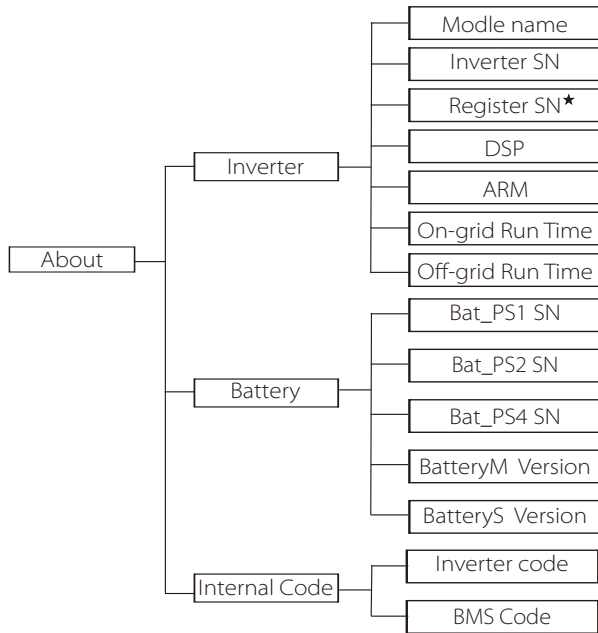 Modle name
Inverter SN
Register SN★
DSP
Inverter
ARM
On-grid Run Time
About
Off-grid Run Time
Bat_PS1 SN
Bat_PS2 SN
Battery
Bat_PS4 SN
BatteryM Version
BatteryS Version
Inverter code
Internal Code
BMS Code